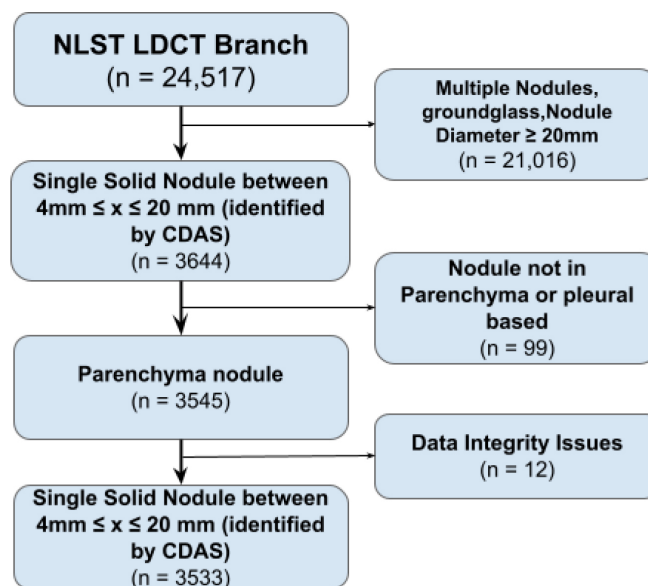 NLST LDCT Branch
(n = 24,517)
Multiple Nodules,
groundglass,Nodule
Diameter ≥ 20mm
(n = 21,016)
Single Solid Nodule between
4mm ≤ x ≤ 20 mm (identified
by CDAS)
(n = 3644)
Nodule not in
Parenchyma or pleural
based
(n = 99)
Parenchyma nodule
(n = 3545)
Data Integrity Issues
(n = 12)
Single Solid Nodule between
4mm ≤ x ≤ 20 mm (identified
by CDAS)
(n = 3533)